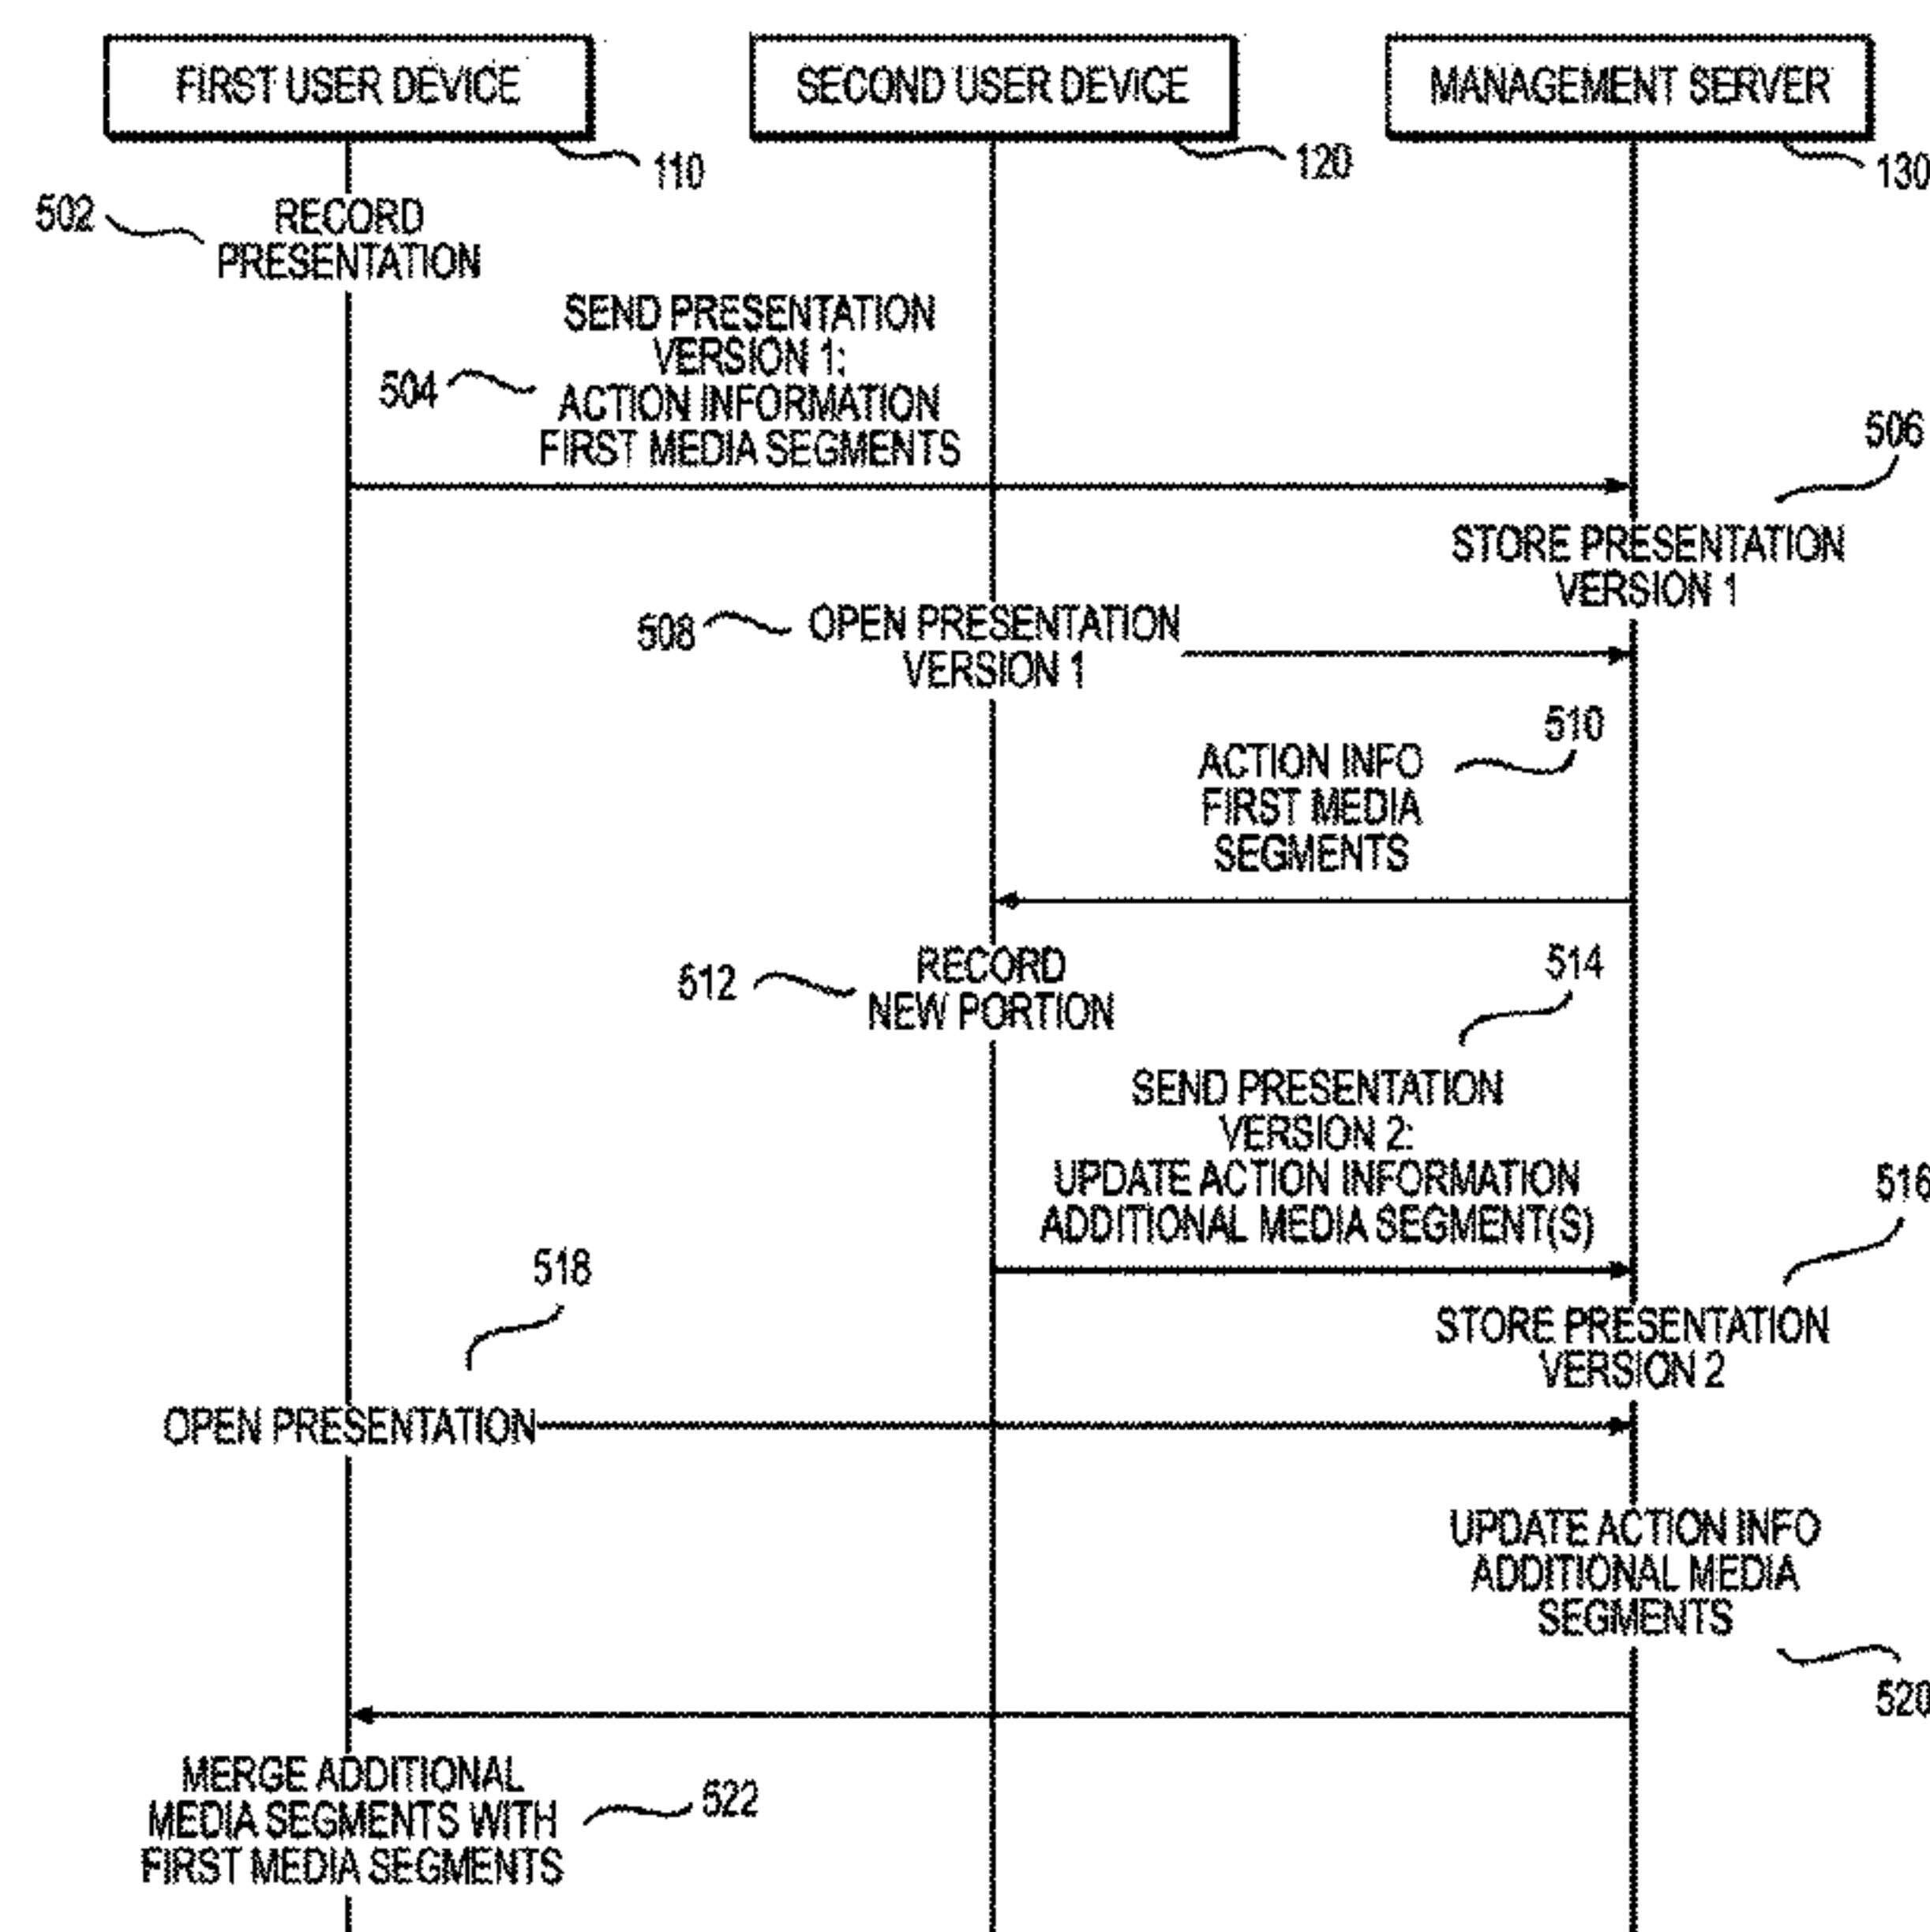 FIRST USER DEVICE
SECOND USER DEVICE
MANAGEMENT SERVER
110
120
130
502
RECORD
PRESENTATION
SEND PRESENTATION
VERSION 1:
ACTION INFORMATION
FIRST MEDIA SEGMENTS
504
506
STORE PRESENTATION
VERSION 1
508
OPEN PRESENTATION
VERSION 1
510
ACTION INFO
FIRST MEDIA
SEGMENTS
512
RECORD
NEW PORTION
514
SEND PRESENTATION
VERSION 2:
UPDATE ACTION INFORMATION
ADDITIONAL MEDIA SEGMENT(S)
516
STORE PRESENTATION
VERSION 2
518
OPEN PRESENTATION
UPDATE ACTION INFO
ADDITIONAL MEDIA
SEGMENTS
520
MERGE ADDITIONAL
MEDIA SEGMENTS WITH
FIRST MEDIA SEGMENTS
522